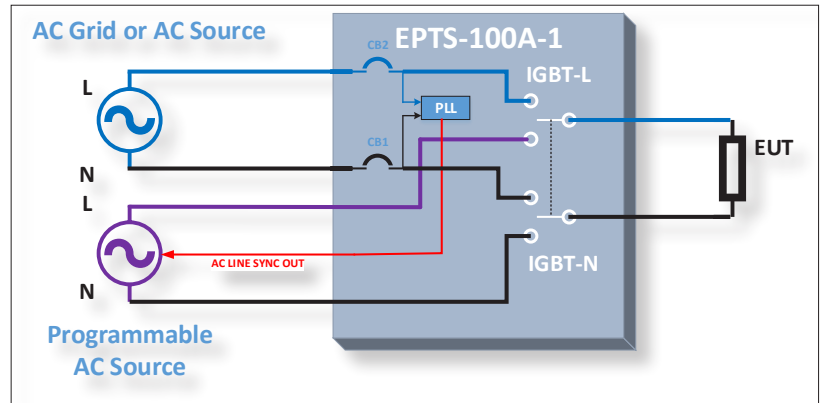 AC Grid or AC Source
EPTS-100A-1
CB2
IGBT-L
L
PLL
CB1
EUT
N
L
AC LINE SYNC OUT
N
IGBT-N
Programmable
AC Source